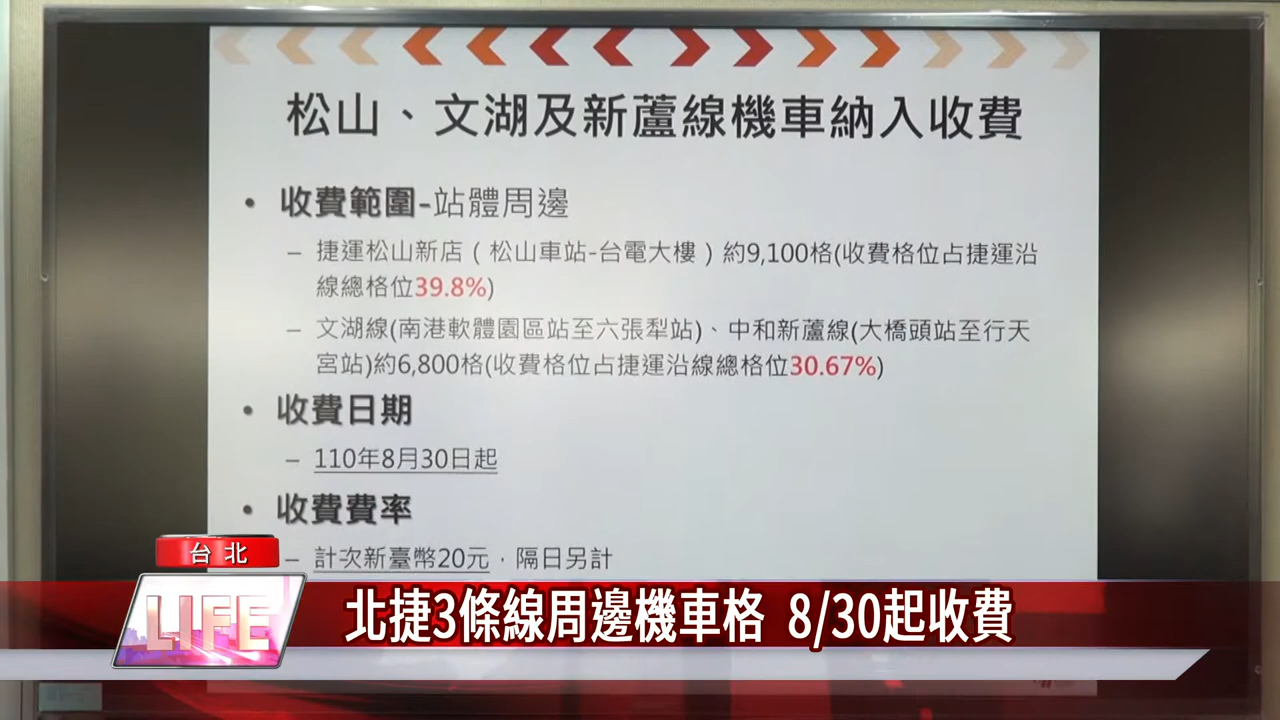 松山、文湖及新蘆線機車納入收費
• 收費範圍-站體周邊
– 捷運松山新店（松山車站-台電大樓）約9,100格(收費格位占捷運沿
線總格位39.8%)
– 文湖線(南港軟體園區站至六張犁站)、中和新蘆線(大橋頭站至行天
宮站)約6,800格(收費格位占捷運沿線總格位30.67%)
• 收費日期
– 110年8月30日起
• 收費費率
– 計次新臺幣20元，隔日另計
台北
LIFE
北捷3條線周邊機車格 8/30起收費